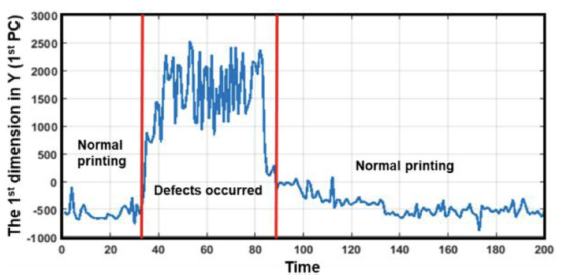 The 1st dimension in Y (1st PC)
3000
2500
2000
1500
1000
500
0
-500
-1000
Normal
printing
Defects occurred
Normal printing
0 20 40 60 80 100 120 140 160 180 200
Time